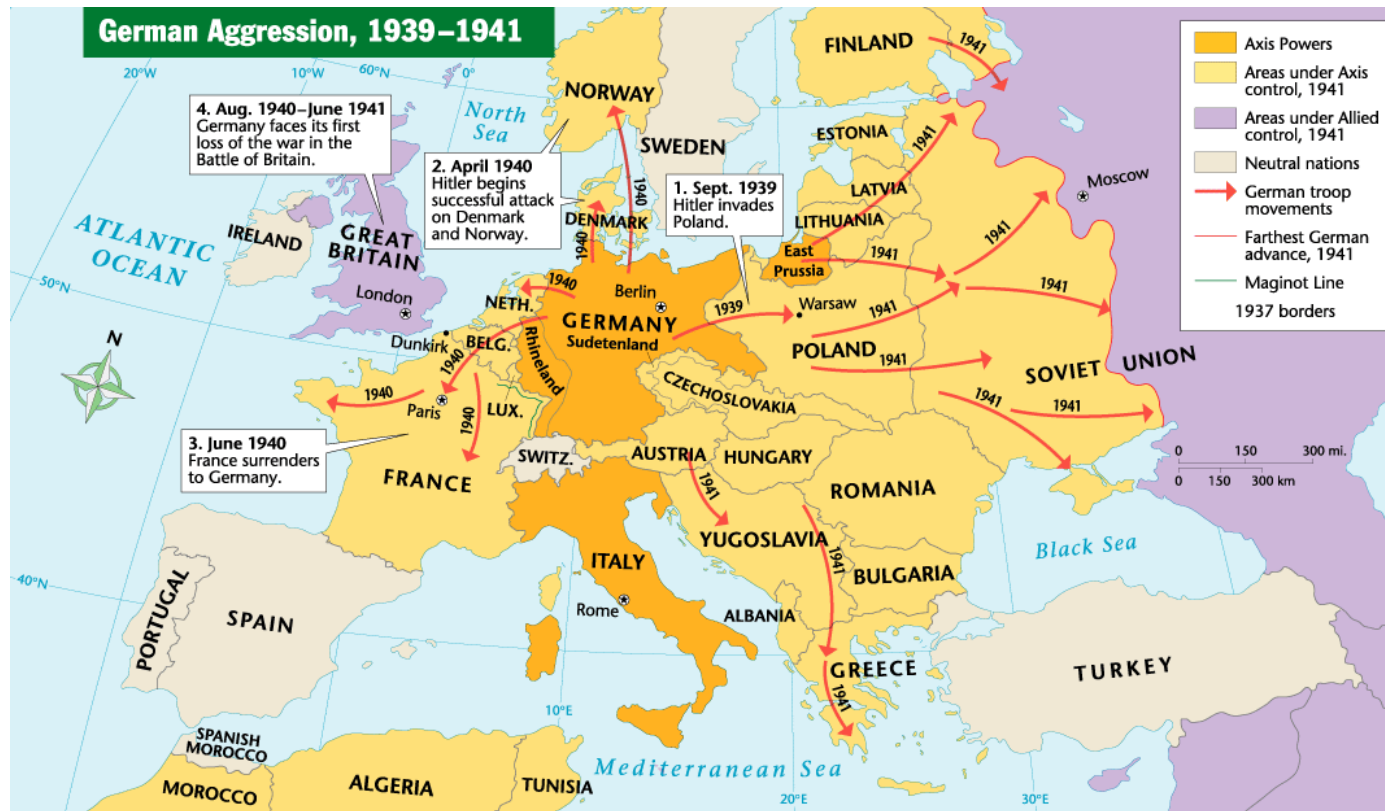 German Aggression, 1939–1941
20°W
10°W
60°N
0°
4. Aug. 1940–June 1941
Germany faces its first
loss of the war in the
Battle of Britain.
North
Sea
NORWAY
SWEDEN
FINLAND
1941
2. April 1940
Hitler begins
successful attack
on Denmark
and Norway.
1. Sept. 1939
Hitler invades
Poland.
ESTONIA
1941
LATVIA
LITHUANIA
Moscow
ATLANTIC
OCEAN
IRELAND
GREAT
BRITAIN
London
DENMARK
1940
1940
East
Prussia
1941
1941
50°N
1940
NETH.
Berlin
1939
Warsaw
1941
1941
GERMANY
Sudetenland
POLAND
1941
SOVIET UNION
N
Dunkirk
BELG.
Rhineland
1940
1940
Paris
1940
LUX.
CZECHOSLOVAKIA
1941
1941
3. June 1940
France surrenders
to Germany.
FRANCE
SWITZ.
AUSTRIA
HUNGARY
1941
ROMANIA
YUGOSLAVIA
1941
BULGARIA
Black Sea
40°N
PORTUGAL
SPAIN
ITALY
Rome
ALBANIA
GREECE
1941
TURKEY
10°E
SPANISH
MOROCCO
MOROCCO
ALGERIA
TUNISIA
Mediterranean Sea
20°E
30°E
Axis Powers
Areas under Axis
control, 1941
Areas under Allied
control, 1941
Neutral nations
German troop
movements
Farthest German
advance, 1941
Maginot Line
1937 borders
0 150 300 mi.
0 150 300 km